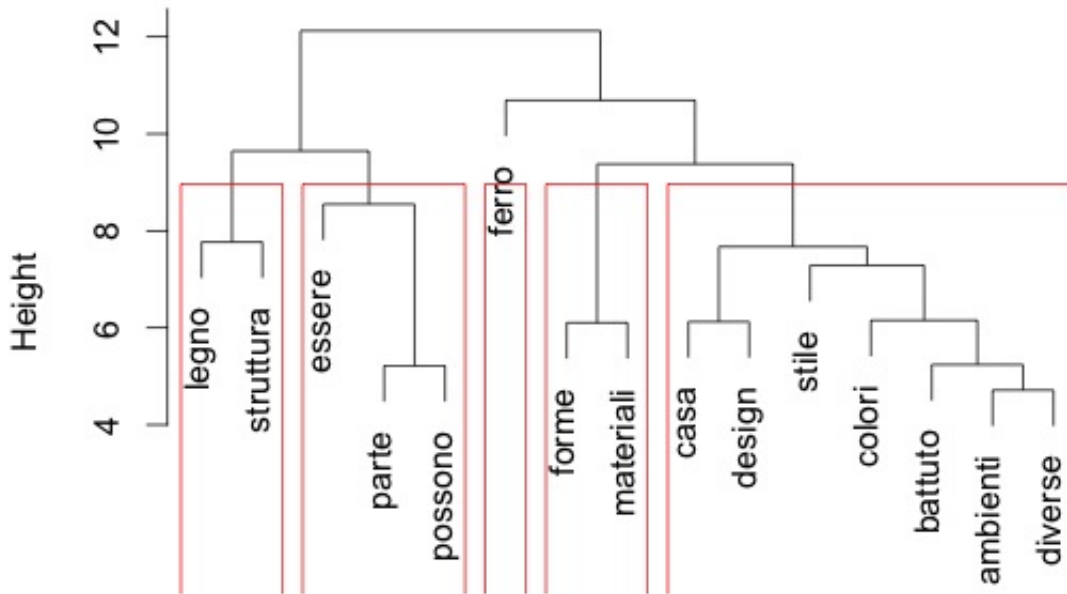 Height
12
10
8
6
4
legno
struttura
essere
parte
possono
ferro
forme
materiali
casa
design
stile
colori
battuto
ambienti
diverse